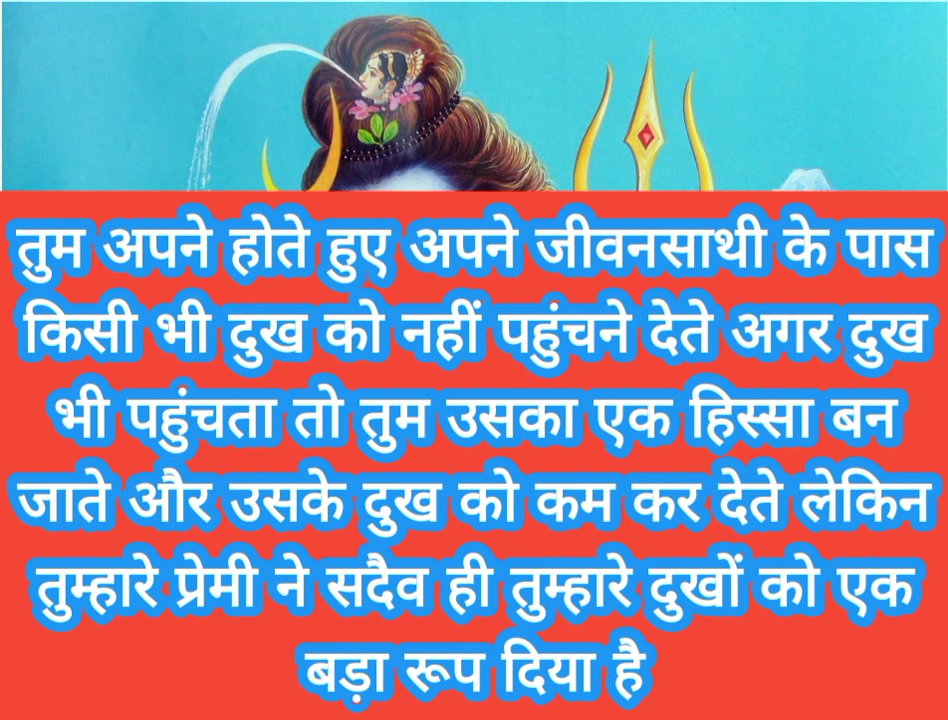 तुम अपने होते हुए अपने जीवनसाथी के पास
किसी भी दुख को नहीं पहुंचने देते अगर दुख
भी पहुंचता तो तुम उसका एक हिस्सा बन
जाते और उसके दुख को कम कर देते लेकिन
तुम्हारे प्रेमी ने सदैव ही तुम्हारे दुखों को एक
बड़ा रूप दिया है